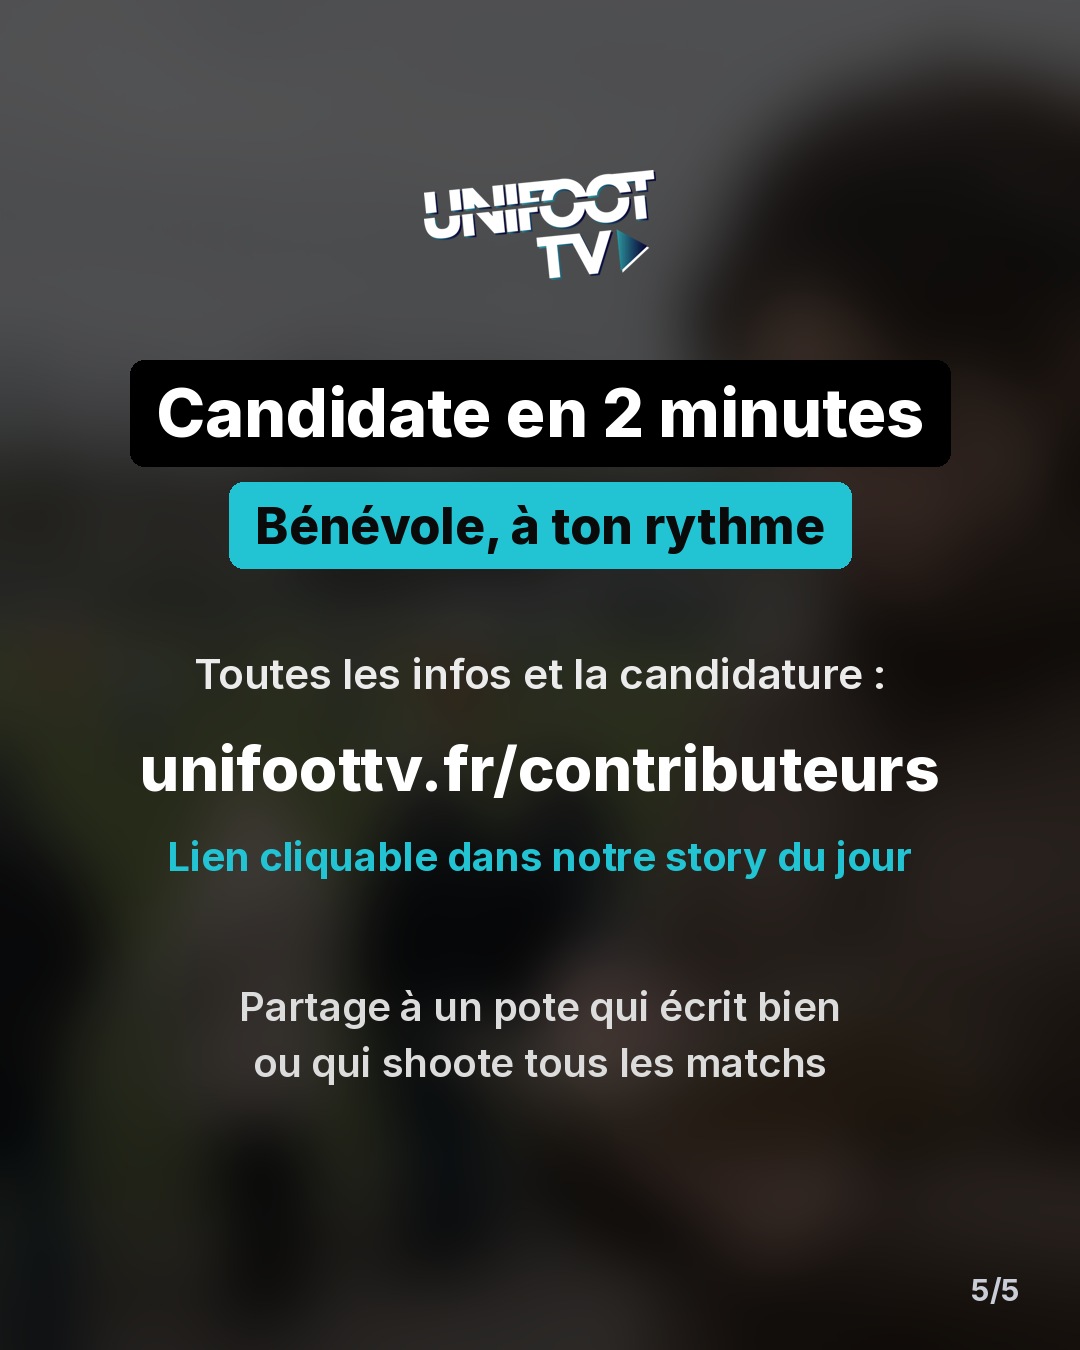 UNIFOOT
TV
Candidate en 2 minutes
Bénévole, à ton rythme
Toutes les infos et la candidature :
unifoottv.fr/contributeurs
Lien cliquable dans notre story du jour
Partage à un pote qui écrit bien
ou qui shoote tous les matchs
5/5